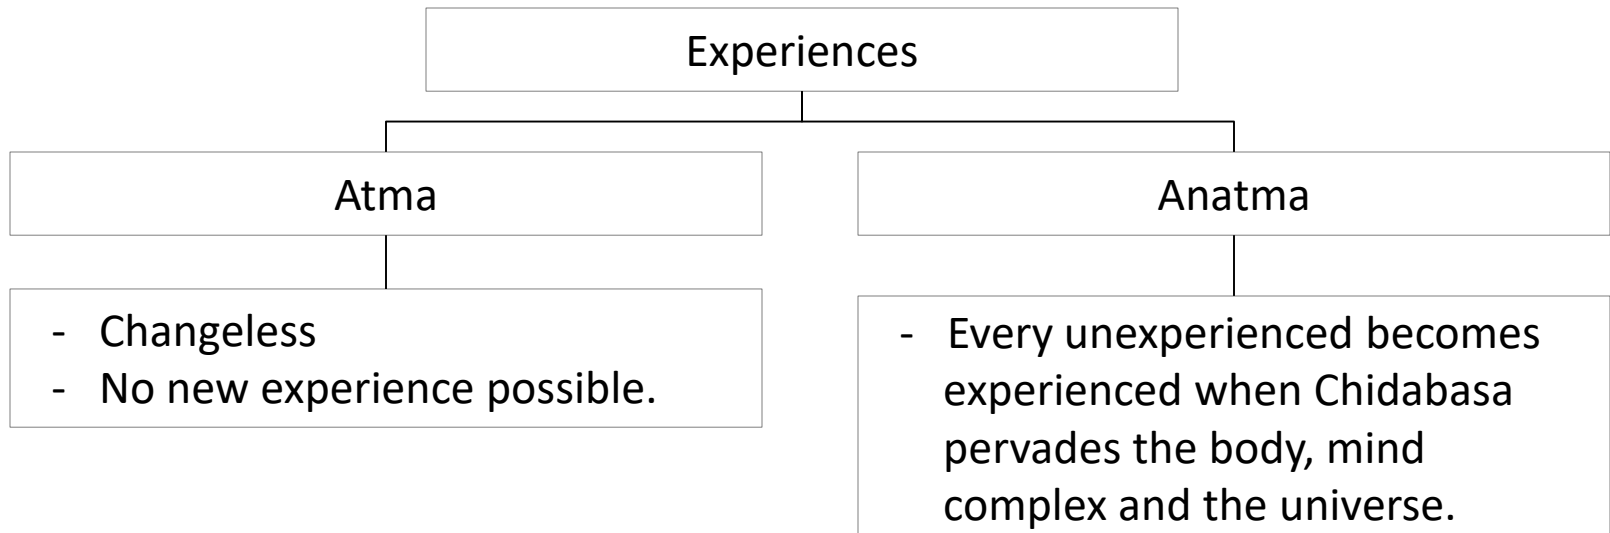 Experiences
Atma
Anatma
- Changeless
- No new experience possible.
- Every unexperienced becomes
experienced when Chidabasa
pervades the body, mind
complex and the universe.